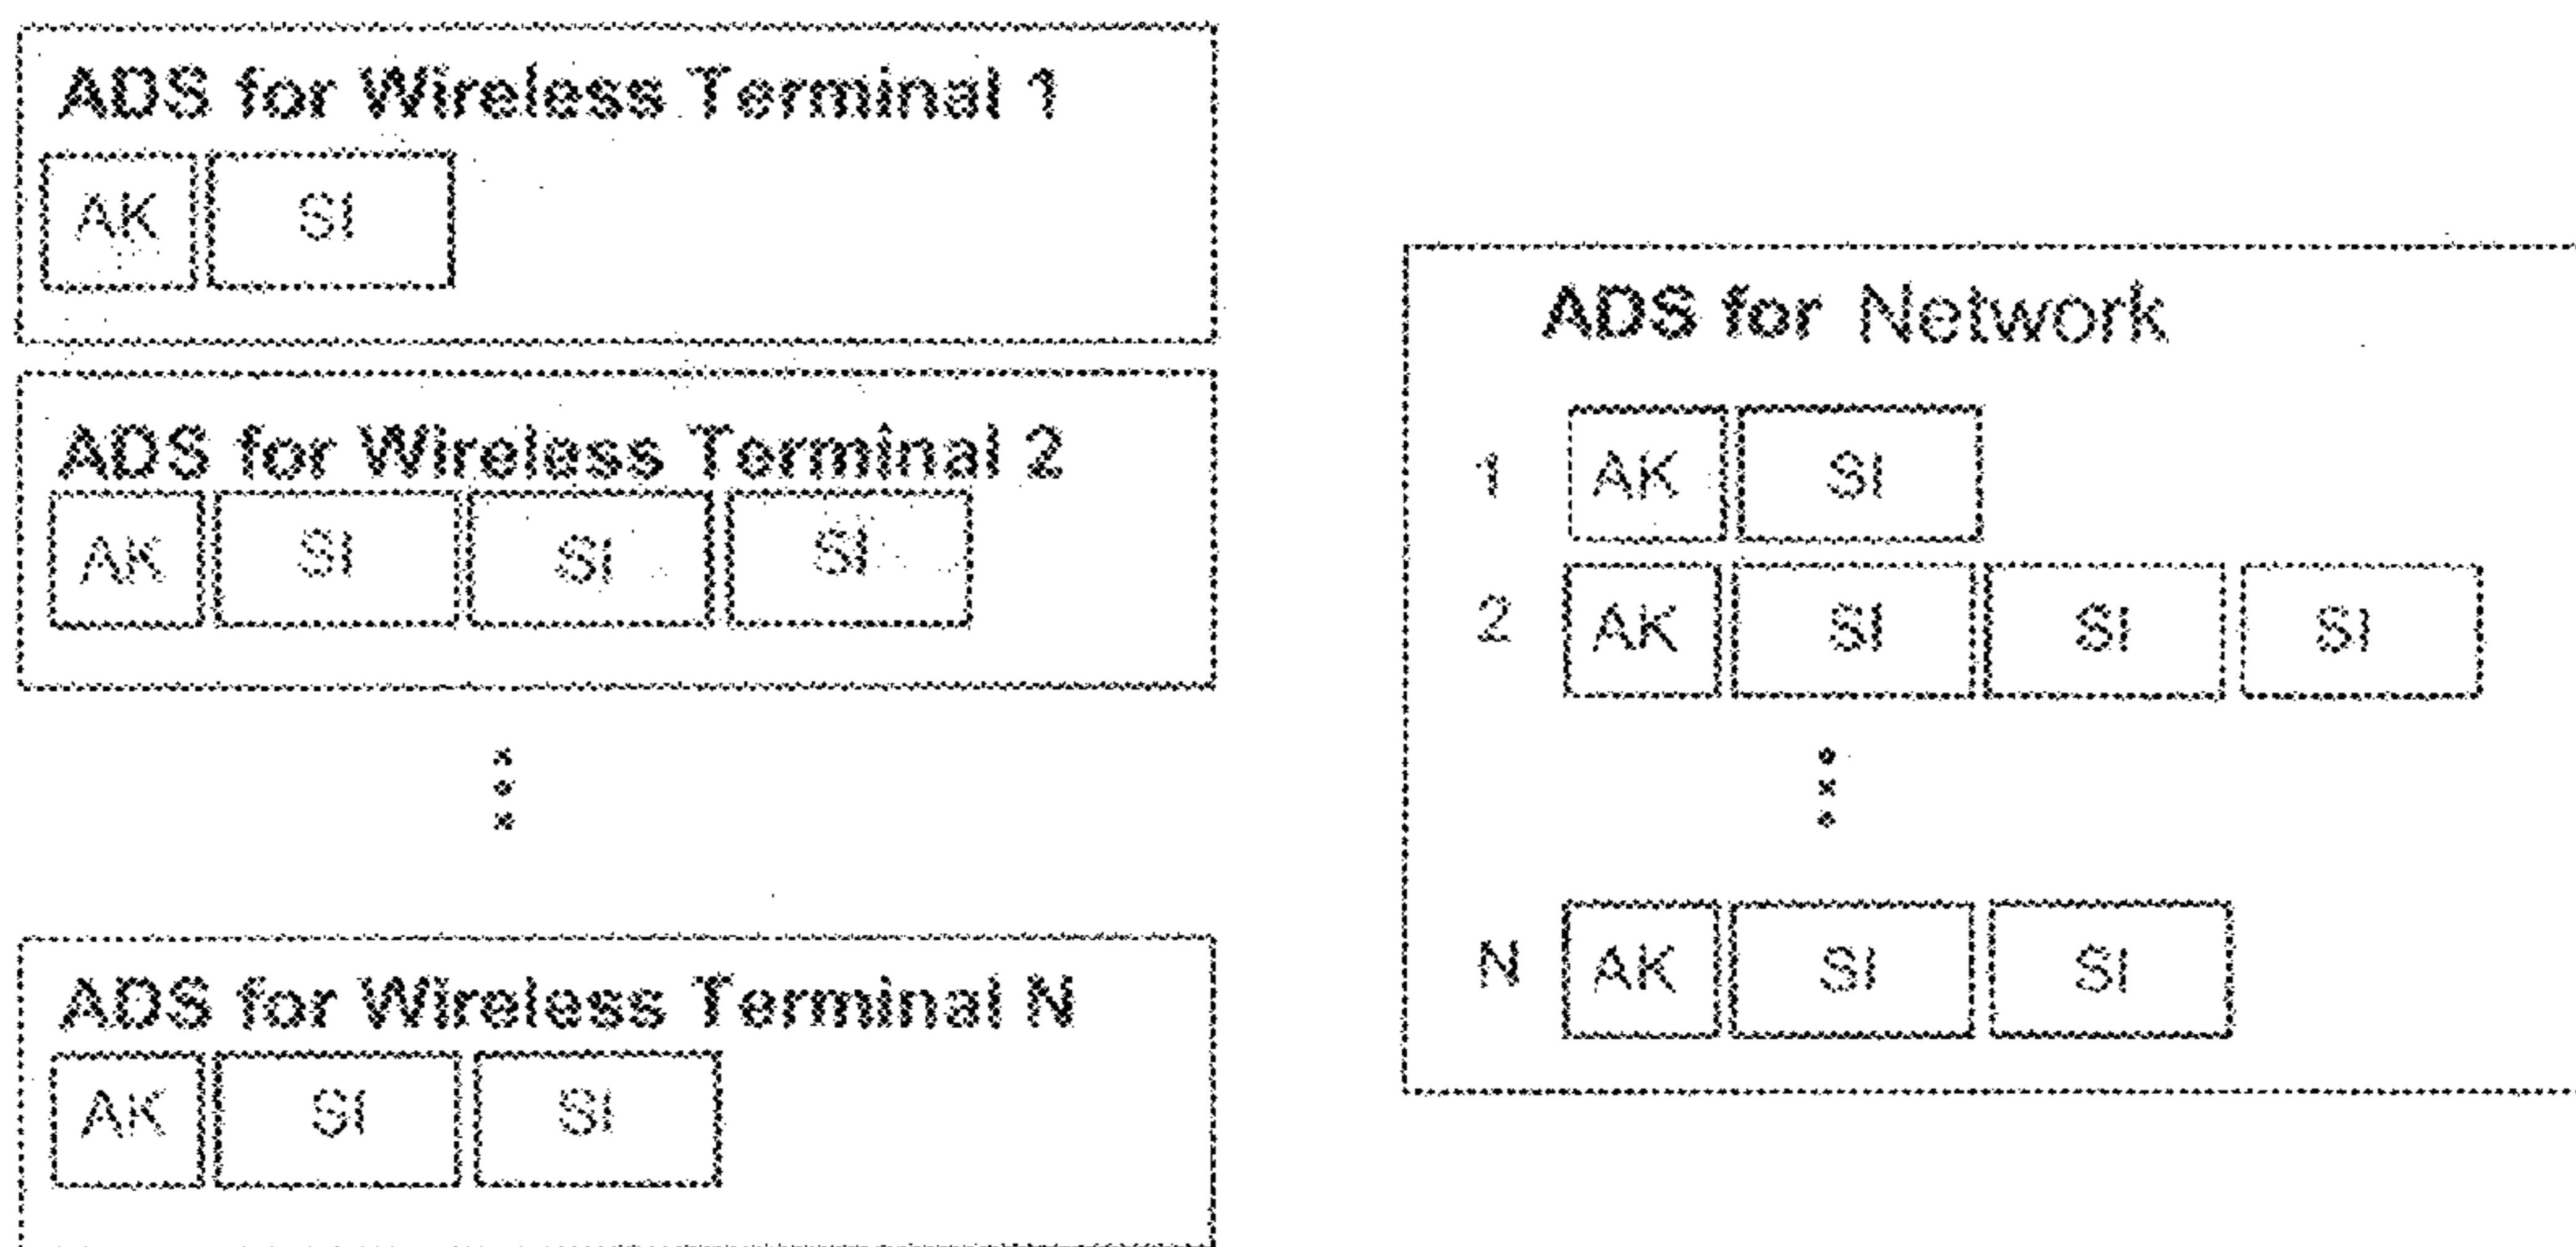 ADS for Wireless Terminal 1
AK SI
ADS for Wireless Terminal 2
AK SI SI SI
ADS for Wireless Terminal N
AK SI SI
ADS for Network
1 AK SI
2 AK SI SI SI
N AK SI SI